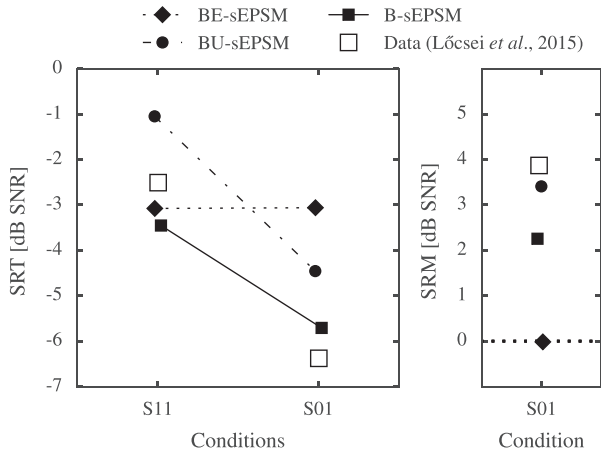 BE-sEPSM
B-sEPSM
BU-sEPSM
Data (Lőcsei et al., 2015)
SRT [dB SNR]
0
-1
-2
-3
-4
-5
-6
-7
S11
S01
Conditions
SRM [dB SNR]
5
4
3
2
1
0
S01
Condition